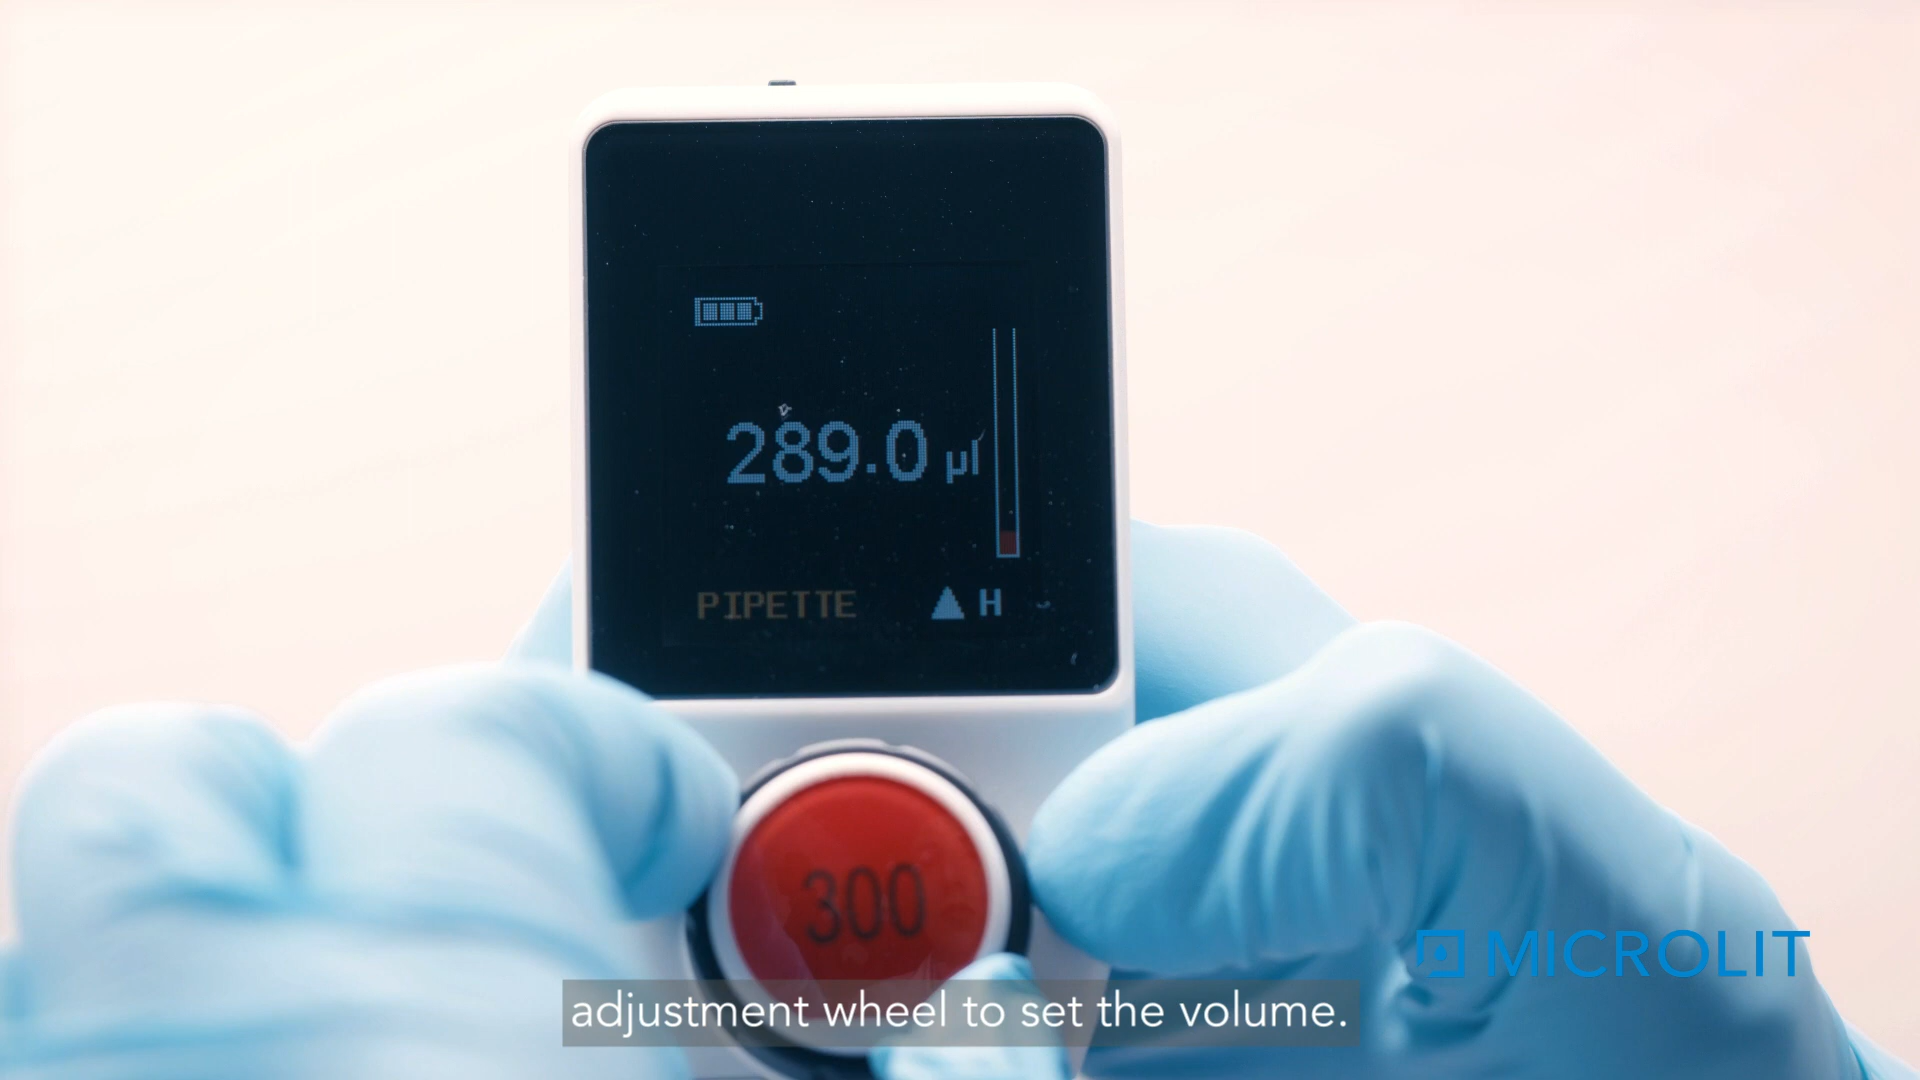 289.0 µl
PIPETTE H
300
MICROLIT
adjustment wheel to set the volume.